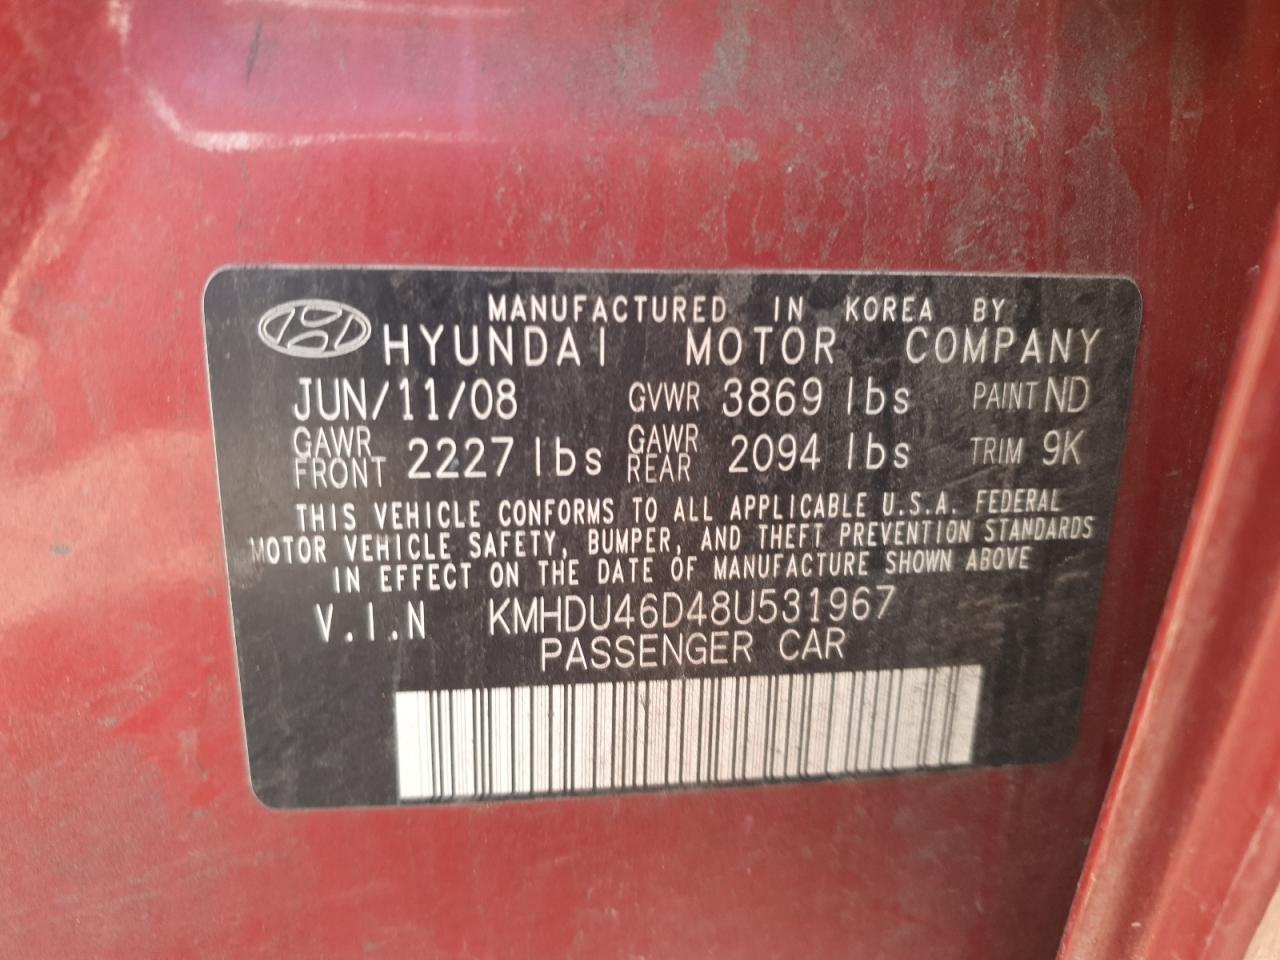 MANUFACTURED IN KOREA BY
HYUNDAI MOTOR COMPANY
JUN/11/08 GVWR 3869 lbs PAINT ND
GAWR FRONT 2227 lbs GAWR REAR 2094 lbs TRIM 9K
THIS VEHICLE CONFORMS TO ALL APPLICABLE U.S.A. FEDERAL
MOTOR VEHICLE SAFETY, BUMPER, AND THEFT PREVENTION STANDARDS
IN EFFECT ON THE DATE OF MANUFACTURE SHOWN ABOVE
V.I.N KMHDU46D48U531967
PASSENGER CAR